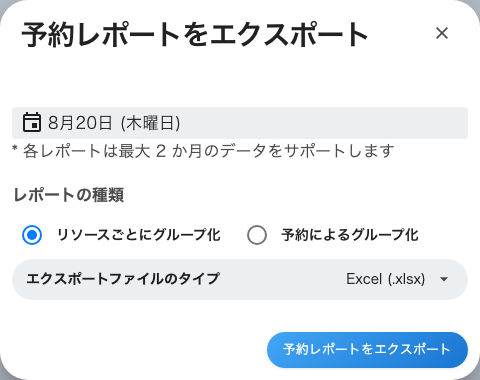 予約レポートをエクスポート
8月20日 (木曜日)
* 各レポートは最大 2 か月のデータをサポートします
レポートの種類
リソースごとにグループ化 予約によるグループ化
エクスポートファイルのタイプ Excel (.xlsx)
予約レポートをエクスポート